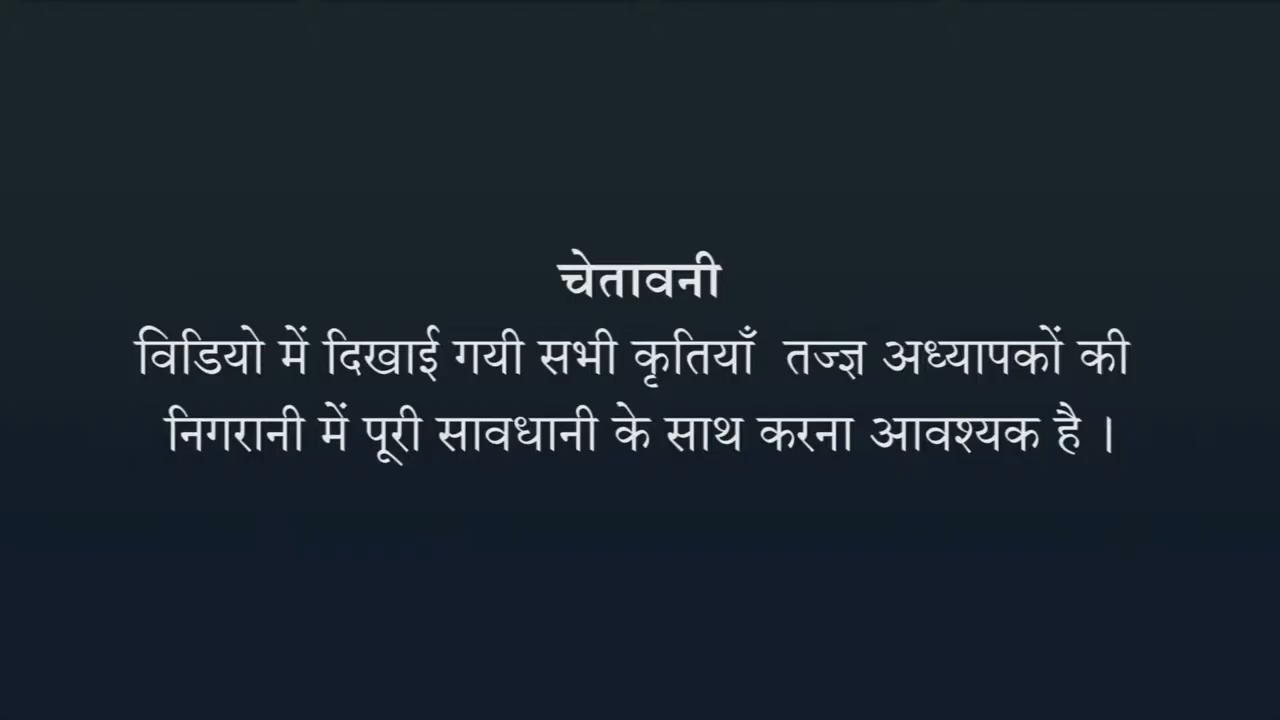 चेतावनी
विडियो में दिखाई गयी सभी कृतियाँ तज्ज्ञ अध्यापकों की
निगरानी में पूरी सावधानी के साथ करना आवश्यक है ।